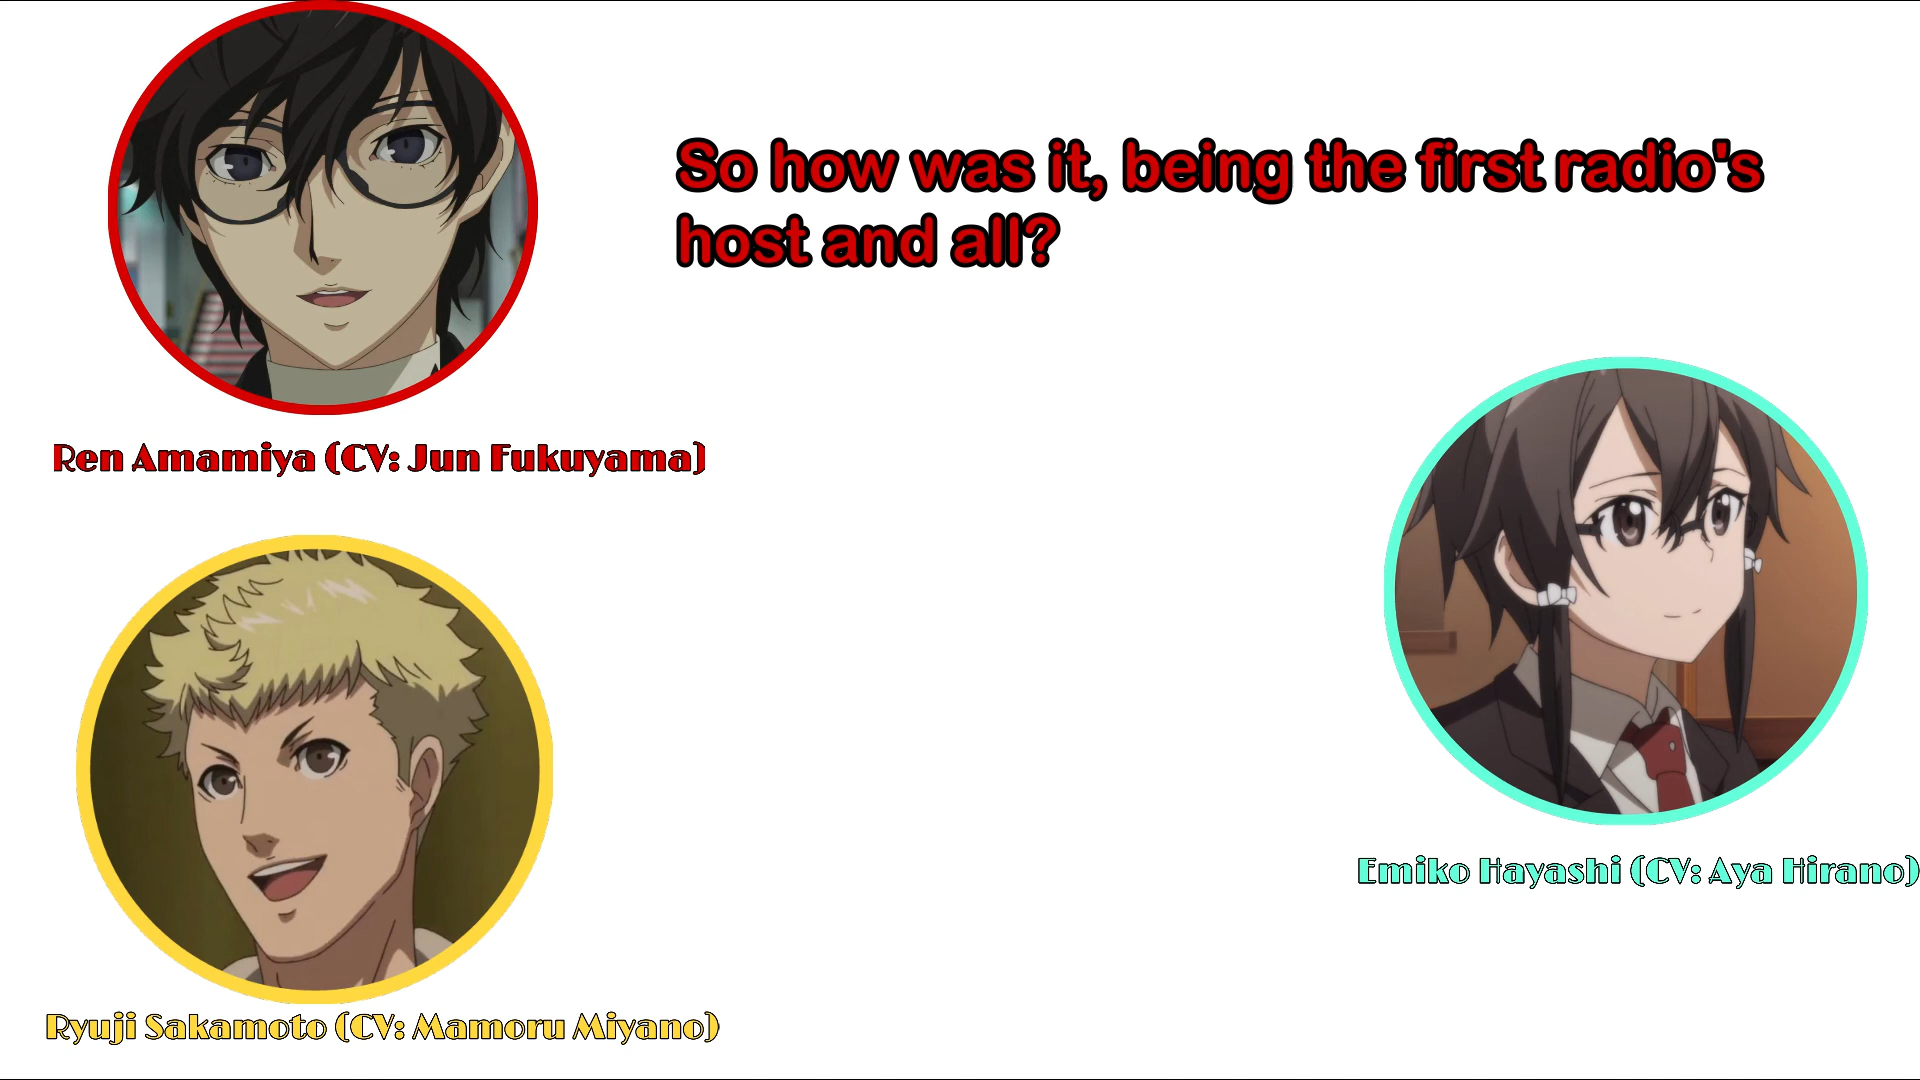 So how was it, being the first radio's
host and all?
Ren Amamiya (CV: Jun Fukuyama)
Emiko Hayashi (CV: Aya Hirano)
Ryuji Sakamoto (CV: Mamoru Miyano)